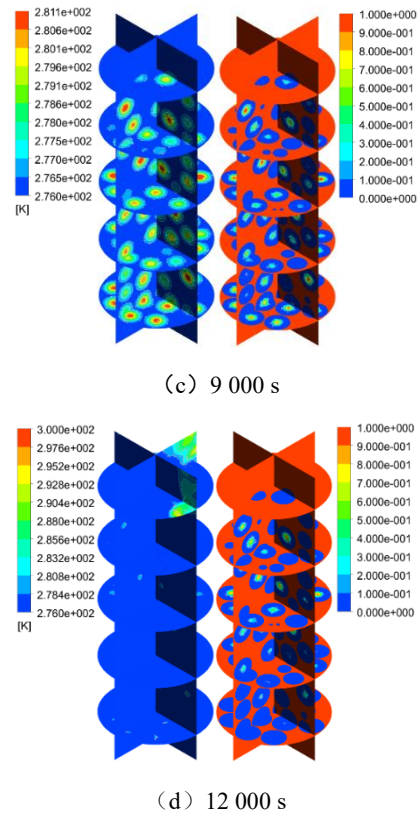 2.811e+002
2.806e+002
2.801e+002
2.796e+002
2.791e+002
2.786e+002
2.780e+002
2.775e+002
2.770e+002
2.765e+002
2.760e+002
[K]
1.000e+000
9.000e-001
8.000e-001
7.000e-001
6.000e-001
5.000e-001
4.000e-001
3.000e-001
2.000e-001
1.000e-001
0.000e+000
（c）9 000 s
3.000e+002
2.976e+002
2.952e+002
2.928e+002
2.904e+002
2.880e+002
2.856e+002
2.832e+002
2.808e+002
2.784e+002
2.760e+002
[K]
1.000e+000
9.000e-001
8.000e-001
7.000e-001
6.000e-001
5.000e-001
4.000e-001
3.000e-001
2.000e-001
1.000e-001
0.000e+000
（d）12 000 s